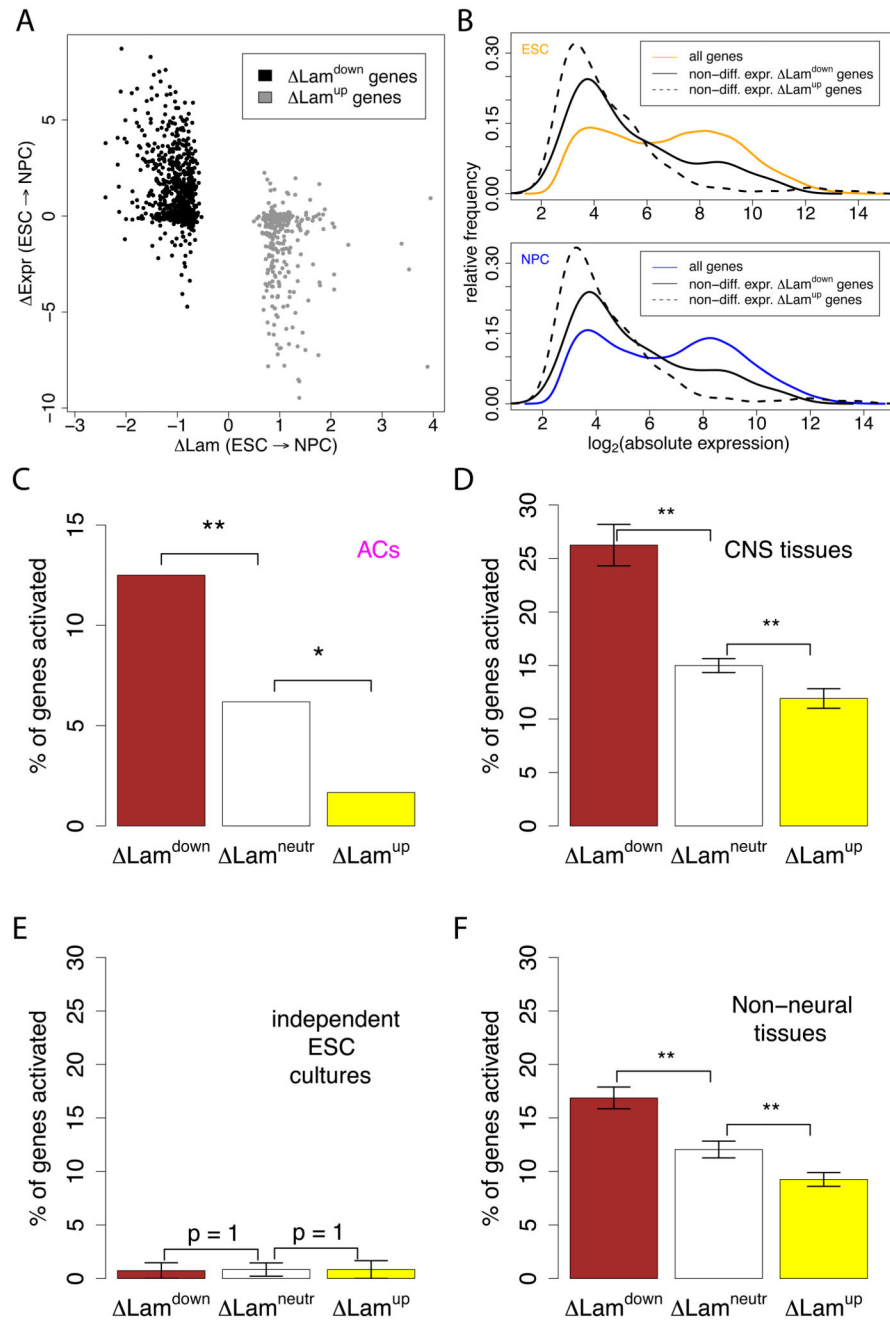 A
ΔLam^down genes
ΔLam^up genes
ΔExpr (ESC → NPC)
5
0
−5
−10
−3
−2
−1
0
1
2
3
4
ΔLam (ESC → NPC)
B
ESC
all genes
non−diff. expr. ΔLam^down genes
non−diff. expr. ΔLam^up genes
0.30
0.15
0.00
2
4
6
8
10
12
14
relative frequency
NPC
all genes
non−diff. expr. ΔLam^down genes
non−diff. expr. ΔLam^up genes
0.30
0.15
0.00
2
4
6
8
10
12
14
log2(absolute expression)
C
% of genes activated
15
10
5
0
**
*
ACs
ΔLam^down
ΔLam^neutr
ΔLam^up
D
% of genes activated
25
20
15
10
5
0
**
**
CNS tissues
ΔLam^down
ΔLam^neutr
ΔLam^up
E
% of genes activated
30
25
20
15
10
5
0
independent
ESC
cultures
p = 1
p = 1
ΔLam^down
ΔLam^neutr
ΔLam^up
F
% of genes activated
30
25
20
15
10
5
0
Non−neural
tissues
**
**
ΔLam^down
ΔLam^neutr
ΔLam^up